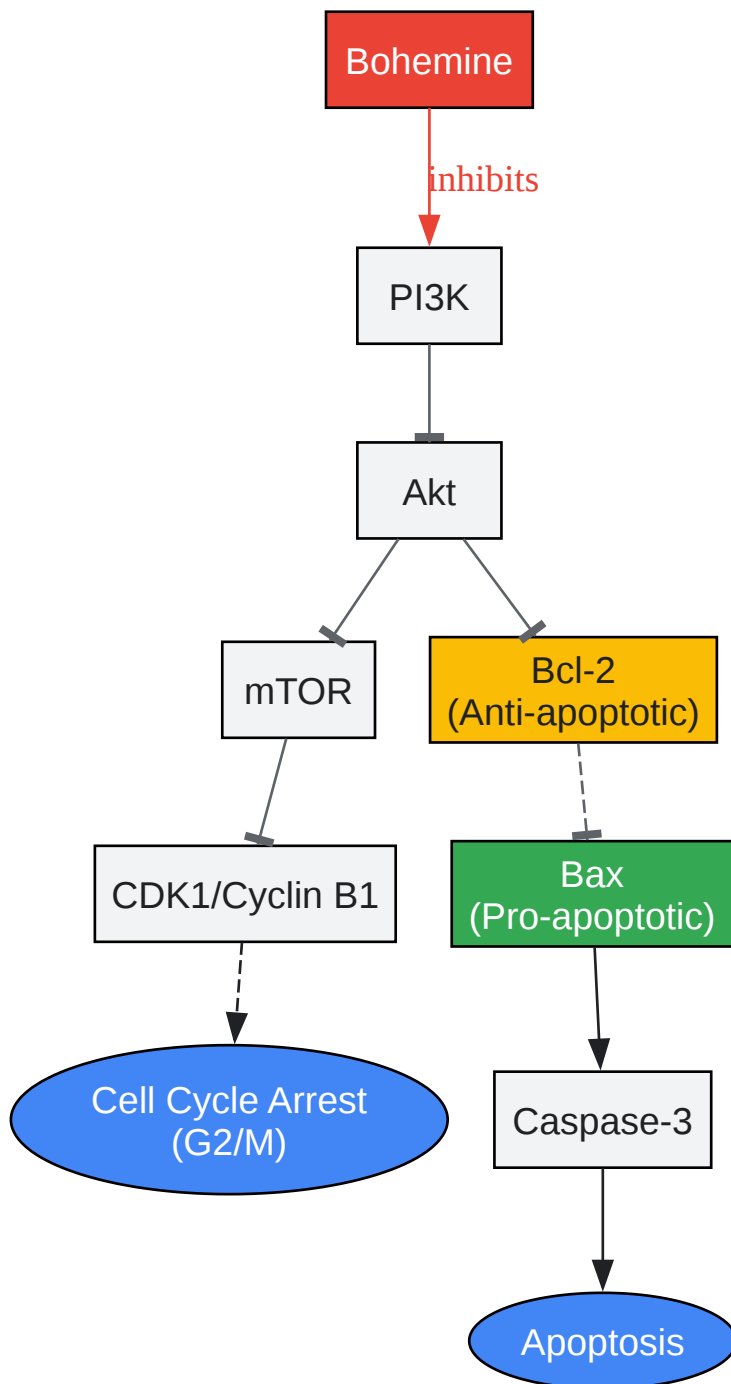 Bohemine
inhibits
PI3K
Akt
mTOR
Bcl-2
(Anti-apoptotic)
CDK1/Cyclin B1
Bax
(Pro-apoptotic)
Cell Cycle Arrest
(G2/M)
Caspase-3
Apoptosis